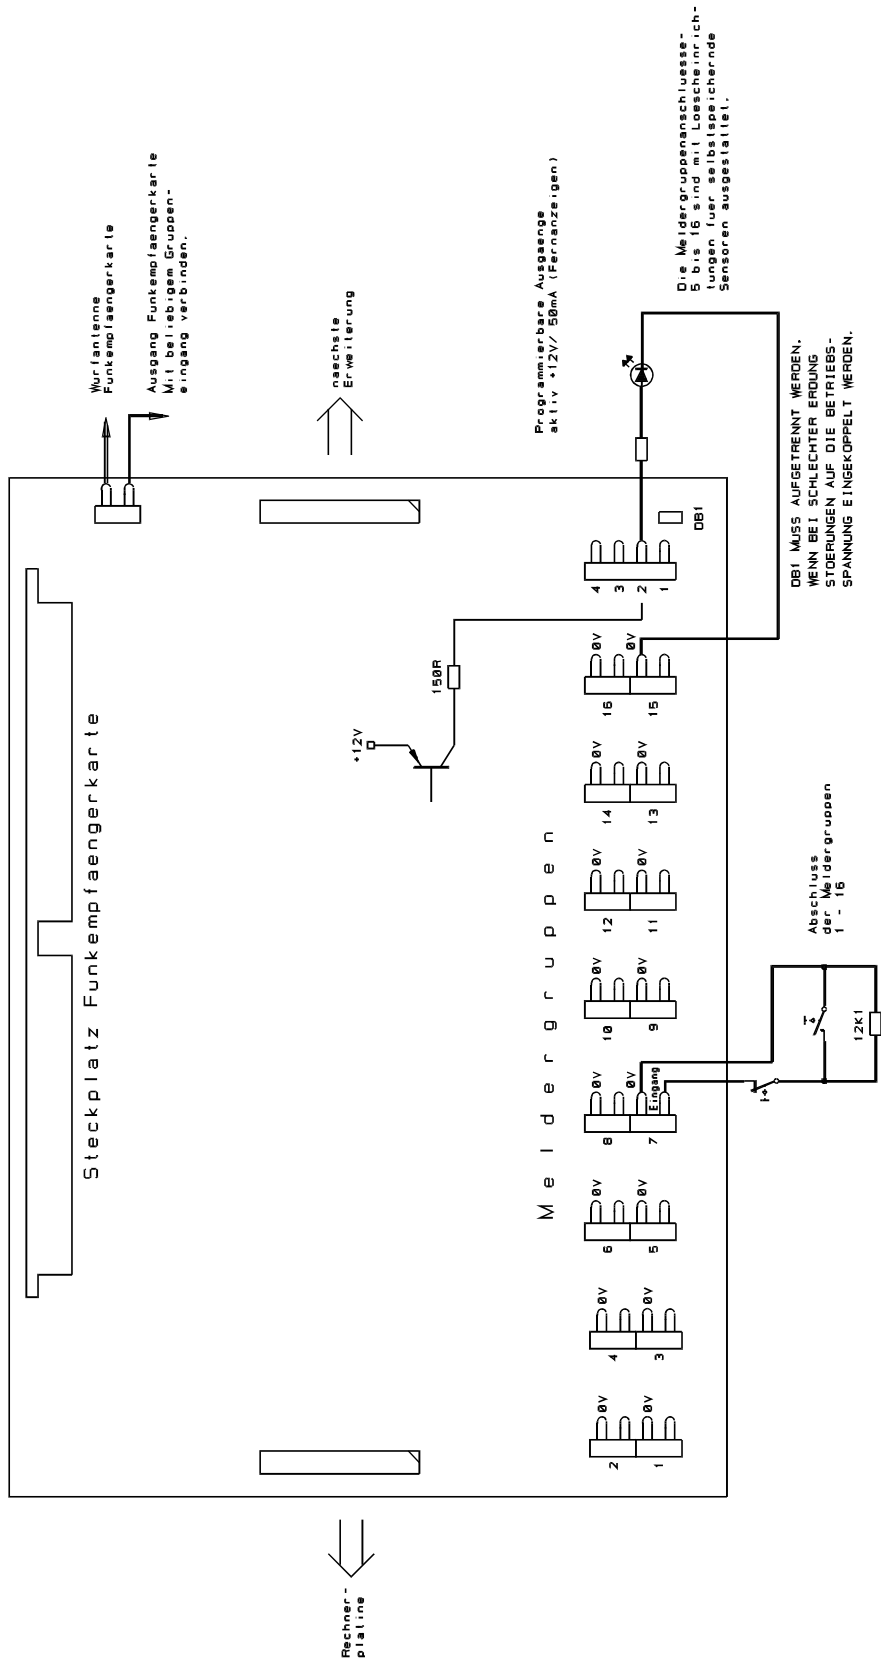 Steckplatz Funkempfaengerkarte
Wurfantenne
Funkempfaengerkarte
Ausgang Funkempfaengerkarte
Mit beliebigem Gruppen-
eingang verbinden.
Rechner-
platine
naechste
Erweiterung
+12V
150R
Meldergruppen
Programmierbare Ausgaenge
aktiv +12V/ 50mA (Fernanzeigen)
2
0V
4
0V
6
0V
8
0V
10
0V
12
0V
14
0V
16
0V
4
3
2
1
1
0V
3
0V
5
0V
7
0V
Eingang
9
0V
11
0V
13
0V
15
0V
DB1
Die Meldergruppenanschluesse-
5 bis 16 sind mit Loescheinrich-
tungen fuer selbstspeichernde
Sensoren ausgestattet.
DB1 MUSS AUFGETRENNT WERDEN,
WENN BEI SCHLECHTER ERDUNG
STOERUNGEN AUF DIE BETRIEBS-
SPANNUNG EINGEKOPPELT WERDEN.
Abschluss
der Meldergruppen
1 - 16
12K1